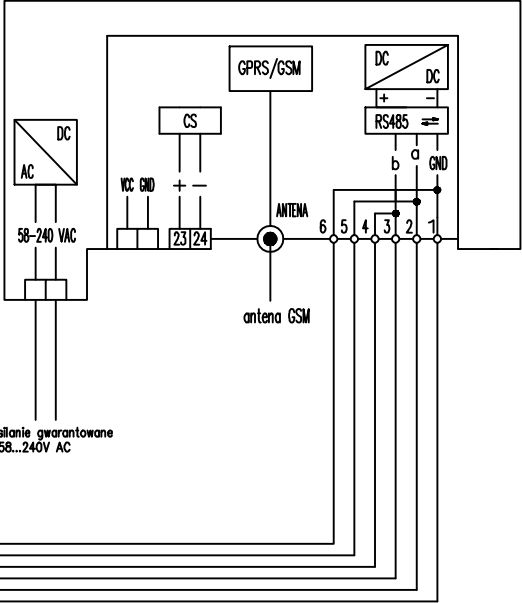 GPRS/GSM
DC
DC
+ −
RS485
CS
DC
AC
b a GND
VCC GND
+ −
ANTENA
58-240 VAC
23 24
6 5 4 3 2 1
antena GSM
silanie gwarantowane
58...240V AC